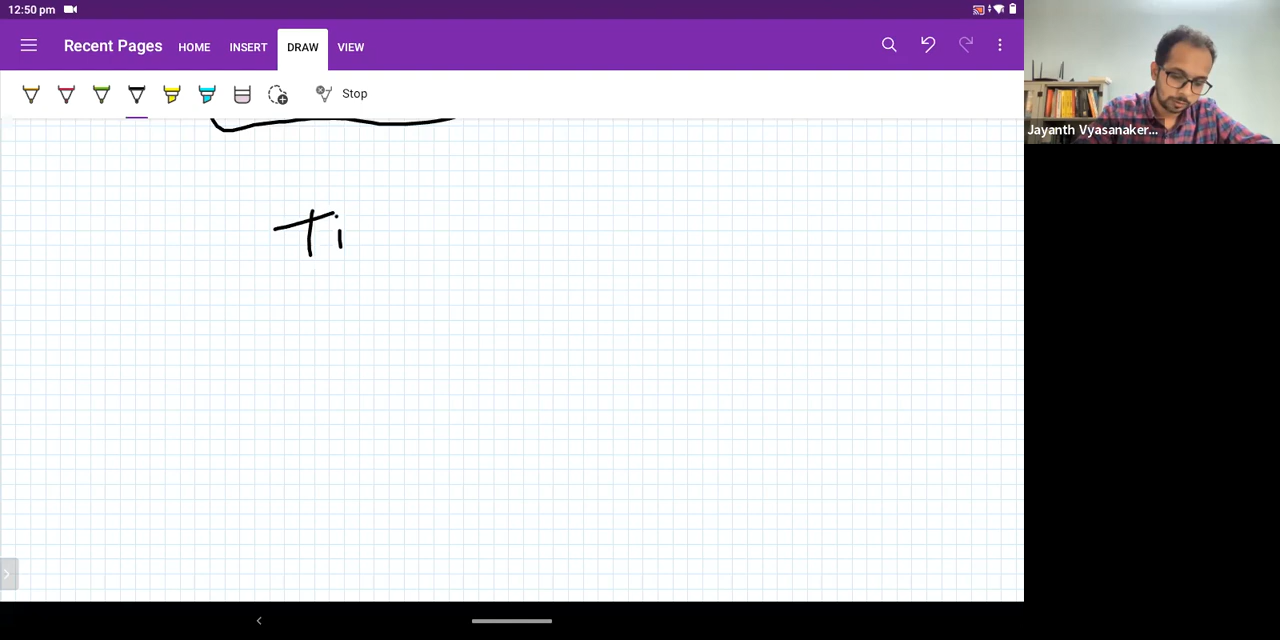 12:50 pm
Recent Pages HOME INSERT DRAW VIEW
Stop
Jayanth Vyasanaker...
Ti